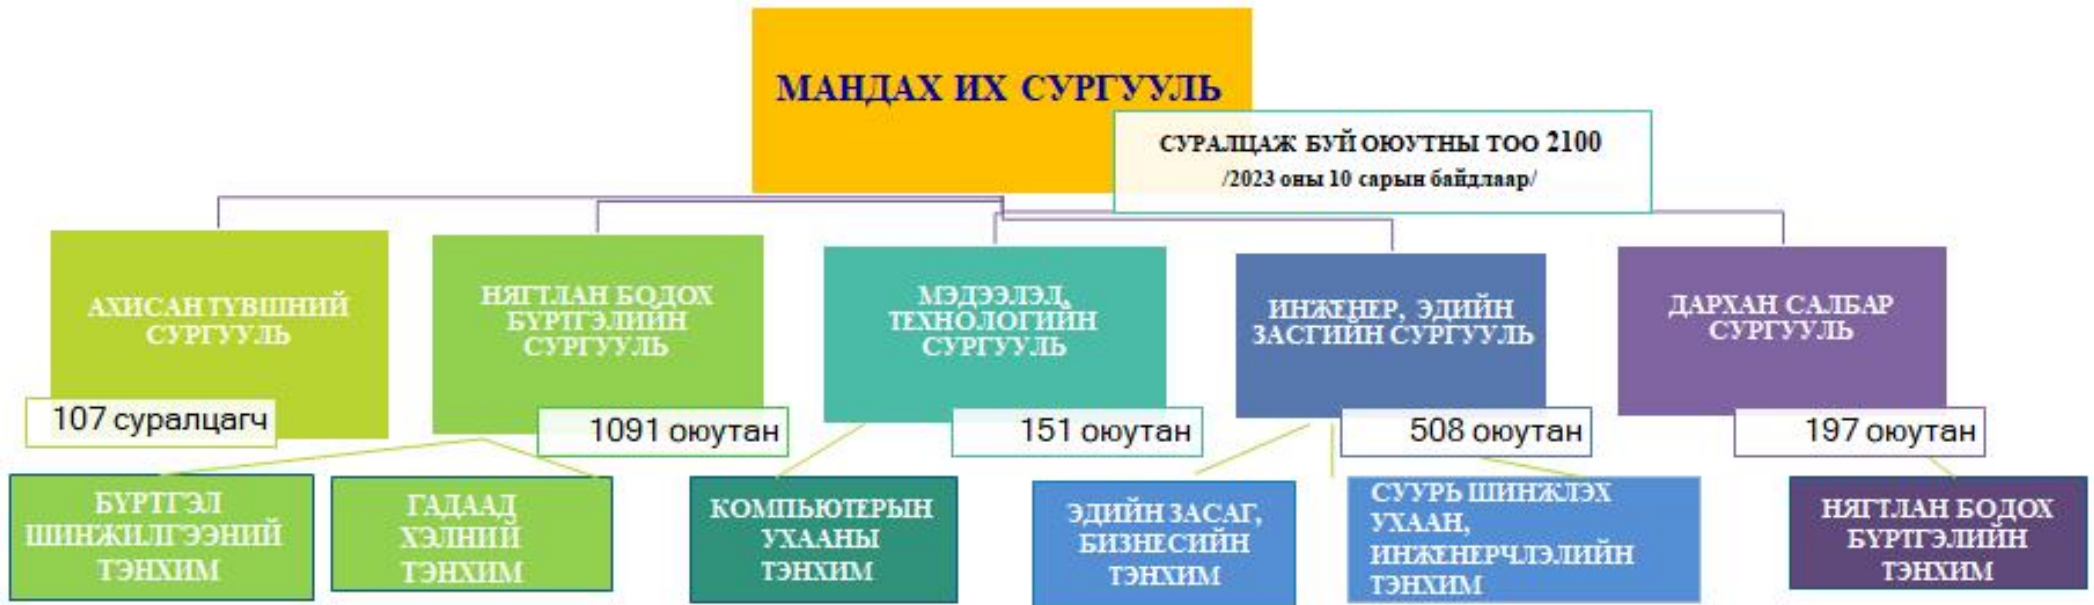 МАНДАХ ИХ СУРГУУЛЬ
СУРАЛЦАЖ БУЙ ОЮУТНЫ ТОО 2100
/2023 оны 10 сарын байдлаар/
АХИСАН ТҮВШНИЙ
СУРГУУЛЬ
107 суралцагч
НЯГТЛАН БОДОХ
БҮРТГЭЛИЙН
СУРГУУЛЬ
1091 оюутан
МЭДЭЭЛЭЛ,
ТЕХНОЛОГИЙН
СУРГУУЛЬ
151 оюутан
ИНЖЕНЕР, ЭДИЙН
ЗАСГИЙН СУРГУУЛЬ
508 оюутан
ДАРХАН САЛБАР
СУРГУУЛЬ
197 оюутан
БҮРТГЭЛ
ШИНЖИЛГЭЭНИЙ
ТЭНХИМ
ГАДААД
ХЭЛНИЙ
ТЭНХИМ
КОМПЬЮТЕРЫН
УХААНЫ
ТЭНХИМ
ЭДИЙН ЗАСАГ,
БИЗНЕСИЙН
ТЭНХИМ
СУУРЬ ШИНЖЛЭХ
УХААН,
ИНЖЕНЕРЧЛЭЛИЙН
ТЭНХИМ
НЯГТЛАН БОДОХ
БҮРТГЭЛИЙН
ТЭНХИМ